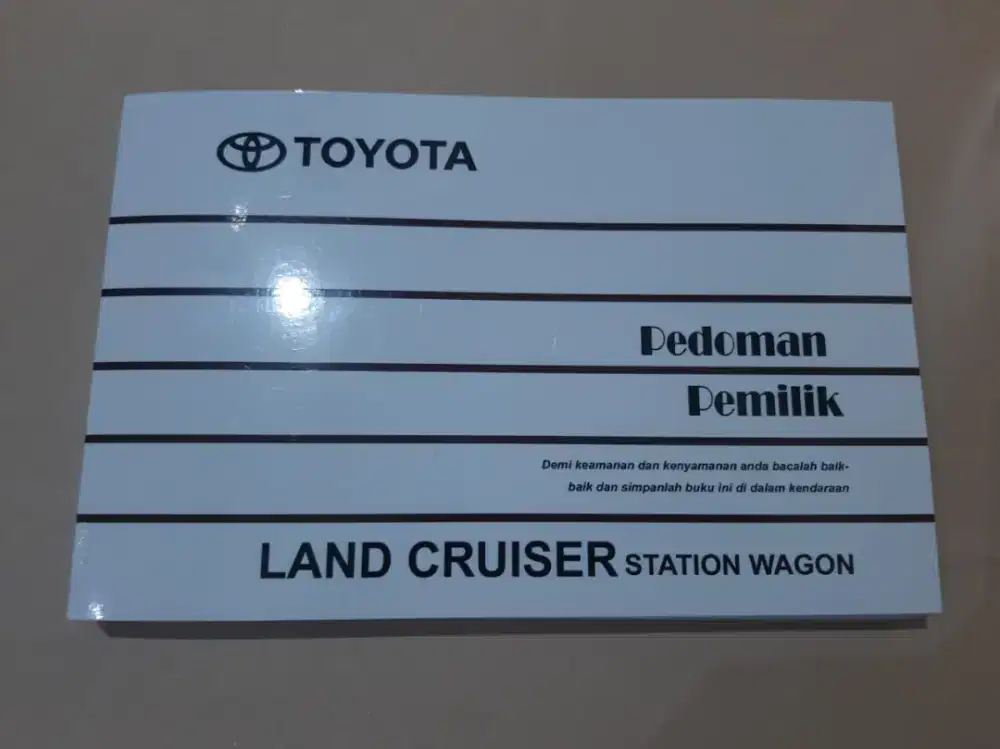 TOYOTA
Pedoman
Pemilik
Demi keamanan dan kenyamanan anda bacalah baik-
baik dan simpanlah buku ini di dalam kendaraan
LAND CRUISER STATION WAGON